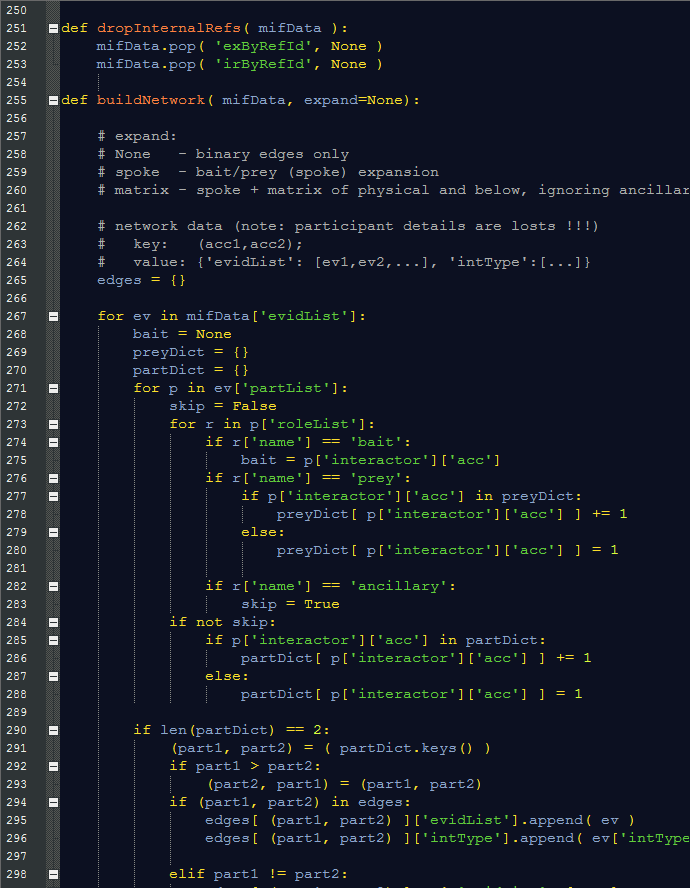 250
251 def dropInternalRefs( mifData ):
252     mifData.pop( 'exByRefId', None )
253     mifData.pop( 'irByRefId', None )
254
255 def buildNetwork( mifData, expand=None):
256
257     # expand:
258     # None   - binary edges only
259     # spoke  - bait/prey (spoke) expansion
260     # matrix - spoke + matrix of physical and below, ignoring ancillar
261
262     # network data (note: participant details are losts !!!)
263     #   key:   (acc1,acc2);
264     #   value: {'evidList': [ev1,ev2,...], 'intType':[...]}
265     edges = {}
266
267     for ev in mifData['evidList']:
268         bait = None
269         preyDict = {}
270         partDict = {}
271         for p in ev['partList']:
272             skip = False
273             for r in p['roleList']:
274                 if r['name'] == 'bait':
275                     bait = p['interactor']['acc']
276                 if r['name'] == 'prey':
277                     if p['interactor']['acc'] in preyDict:
278                         preyDict[ p['interactor']['acc'] ] += 1
279                     else:
280                         preyDict[ p['interactor']['acc'] ] = 1
281
282                 if r['name'] == 'ancillary':
283                     skip = True
284             if not skip:
285                 if p['interactor']['acc'] in partDict:
286                     partDict[ p['interactor']['acc'] ] += 1
287                 else:
288                     partDict[ p['interactor']['acc'] ] = 1
289
290         if len(partDict) == 2:
291             (part1, part2) = ( partDict.keys() )
292             if part1 > part2:
293                 (part2, part1) = (part1, part2)
294             if (part1, part2) in edges:
295                 edges[ (part1, part2) ]['evidList'].append( ev )
296                 edges[ (part1, part2) ]['intType'].append( ev['intType
297
298             elif part1 != part2: